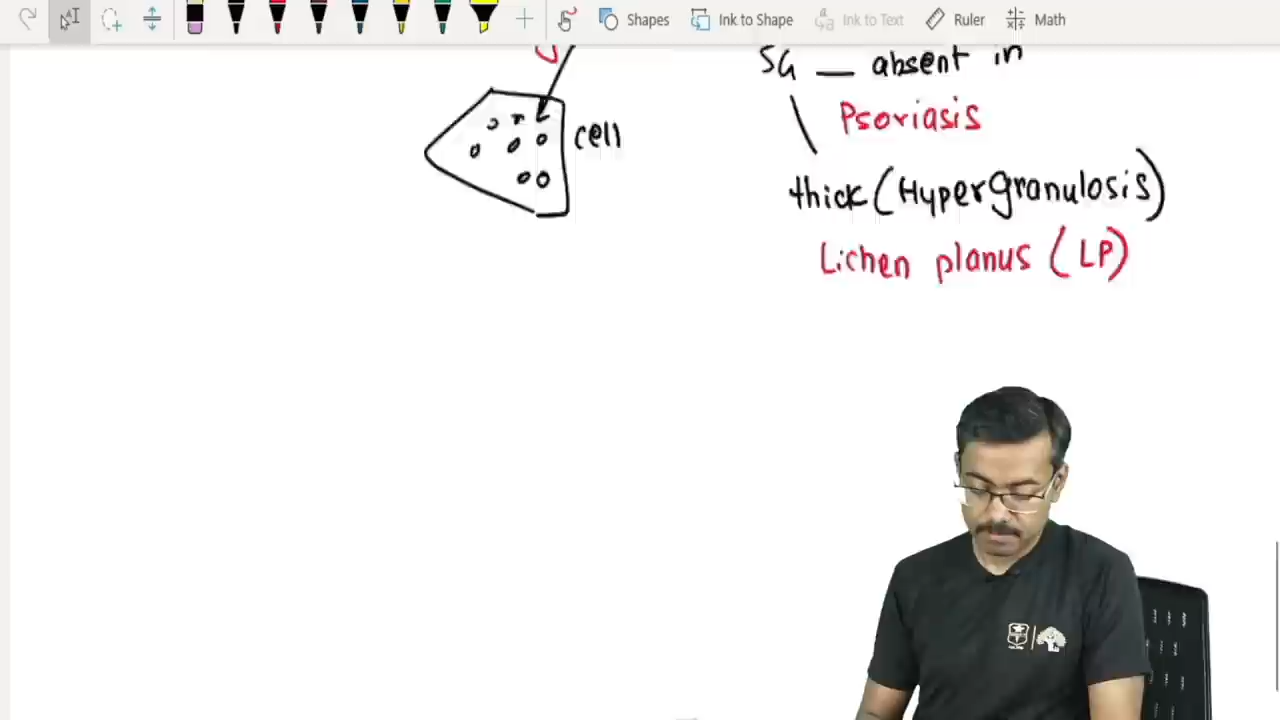 Shapes
Ink to Shape
Ink to Text
Ruler
Math
SG — absent in
Psoriasis
cell
thick (Hypergranulosis)
Lichen planus (LP)